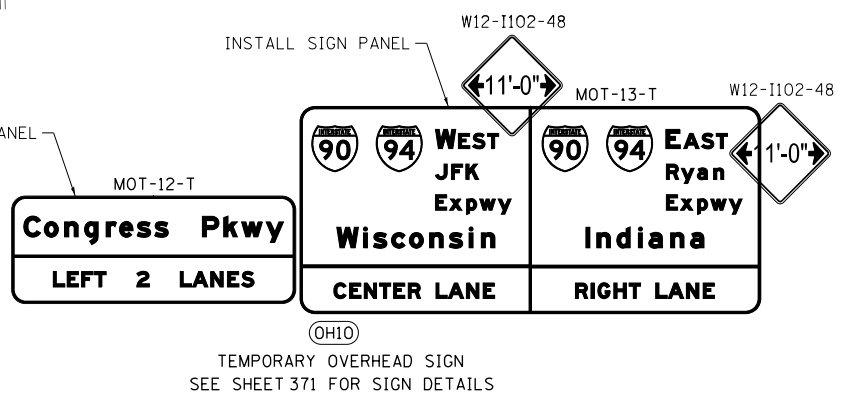 W12-I102-48
INSTALL SIGN PANEL
11'-0"
MOT-13-T
W12-I102-48
11'-0"
ANEL
MOT-12-T
Congress Pkwy
LEFT 2 LANES
INTERSTATE 90 INTERSTATE 94 WEST
JFK
Expwy
Wisconsin
CENTER LANE
INTERSTATE 90 INTERSTATE 94 EAST
Ryan
Expwy
Indiana
RIGHT LANE
OH10
TEMPORARY OVERHEAD SIGN
SEE SHEET 371 FOR SIGN DETAILS